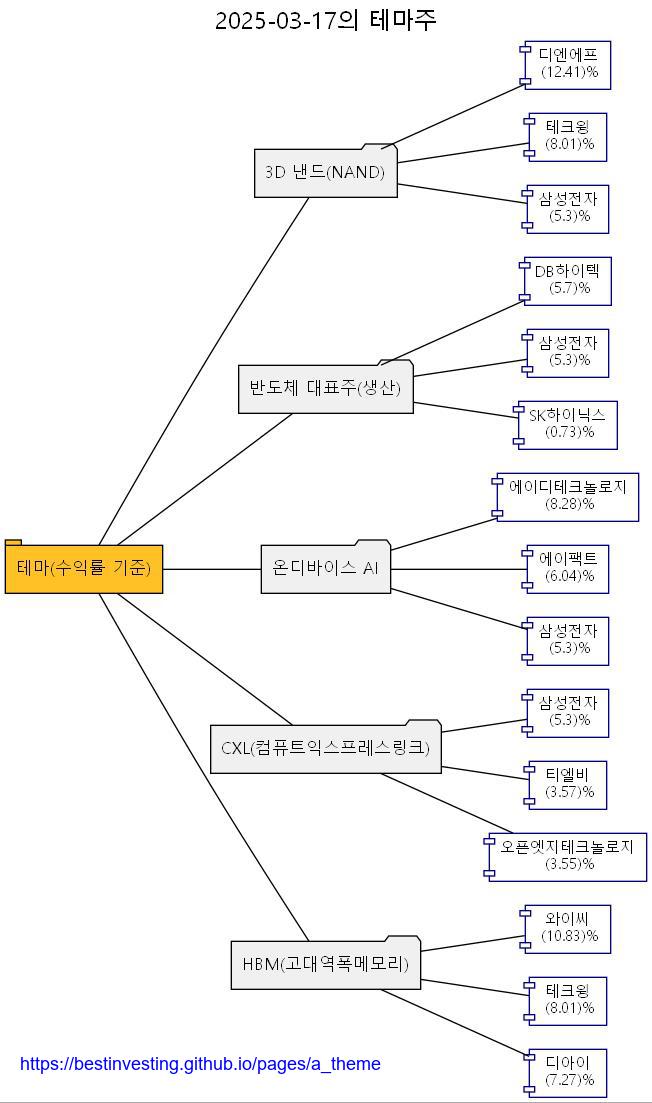 2025-03-17의 테마주
디엔에프
(12.41)%
테크윙
(8.01)%
3D 낸드(NAND)
삼성전자
(5.3)%
DB하이텍
(5.7)%
삼성전자
(5.3)%
반도체 대표주(생산)
SK하이닉스
(0.73)%
에이디테크놀로지
(8.28)%
테마(수익률 기준)
온디바이스 AI
에이팩트
(6.04)%
삼성전자
(5.3)%
삼성전자
(5.3)%
CXL(컴퓨트익스프레스링크)
티엘비
(3.57)%
오픈엣지테크놀로지
(3.55)%
와이씨
(10.83)%
HBM(고대역폭메모리)
테크윙
(8.01)%
디아이
(7.27)%
https://bestinvesting.github.io/pages/a_theme